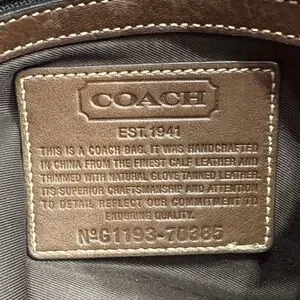 COACH
EST. 1941
THIS IS A COACH BAG. IT WAS HANDCRAFTED
IN CHINA FROM THE FINEST CALF LEATHER AND
TRIMMED WITH NATURAL GLOVE TANNED LEATHER.
ITS SUPERIOR CRAFTSMANSHIP AND ATTENTION
TO DETAIL REFLECT OUR COMMITMENT TO
ENDURING QUALITY.
NºG1193-70385